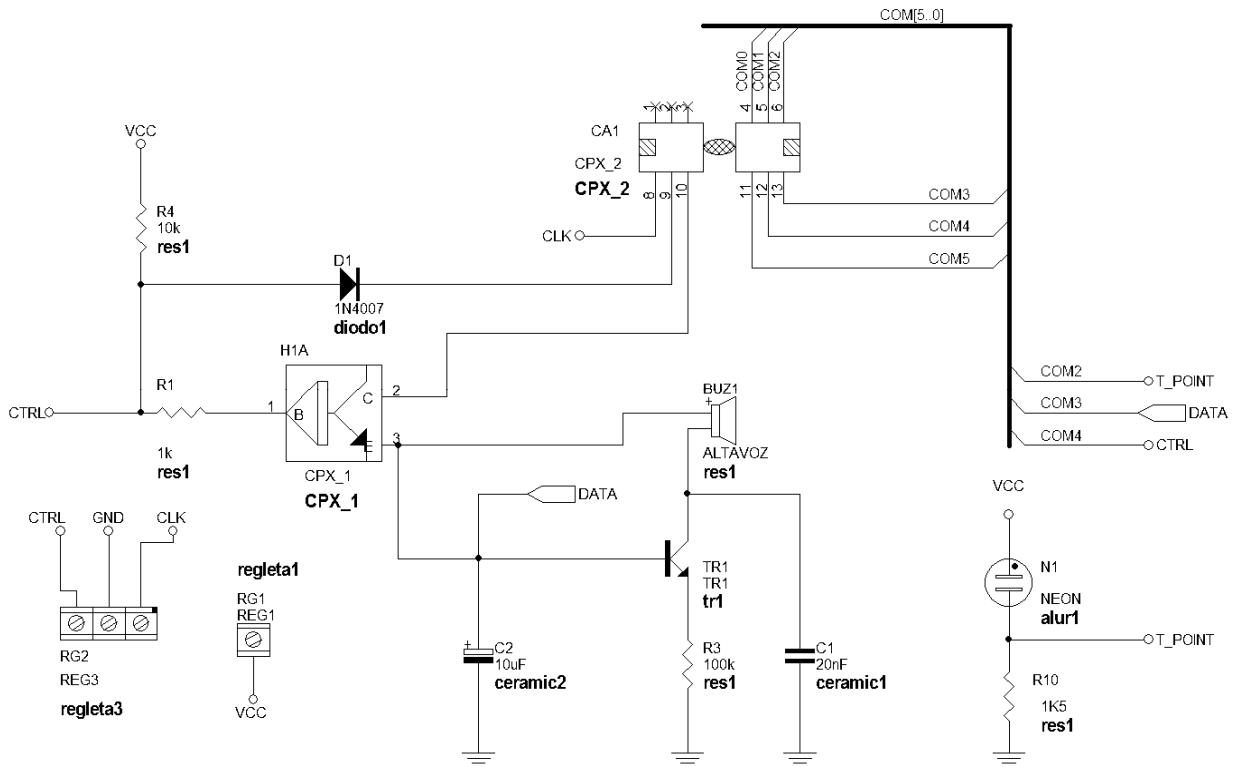 COM[5..0]
COM0
COM1
COM2
1
2
3
4
5
6
CA1
CPX_2
CPX_2
8
9
10
11
12
13
COM3
COM4
COM5
CLK
VCC
R4
10k
res1
D1
1N4007
diodo1
H1A
R1
1k
res1
CTRL
1
B
C
E
2
3
CPX_1
CPX_1
BUZ1
+
ALTAVOZ
res1
COM2
T_POINT
COM3
DATA
COM4
CTRL
DATA
VCC
CTRL
GND
CLK
RG2
REG3
regleta3
regleta1
RG1
REG1
VCC
+
C2
10uF
ceramic2
TR1
TR1
tr1
R3
100k
res1
C1
20nF
ceramic1
N1
NEON
alur1
T_POINT
R10
1K5
res1